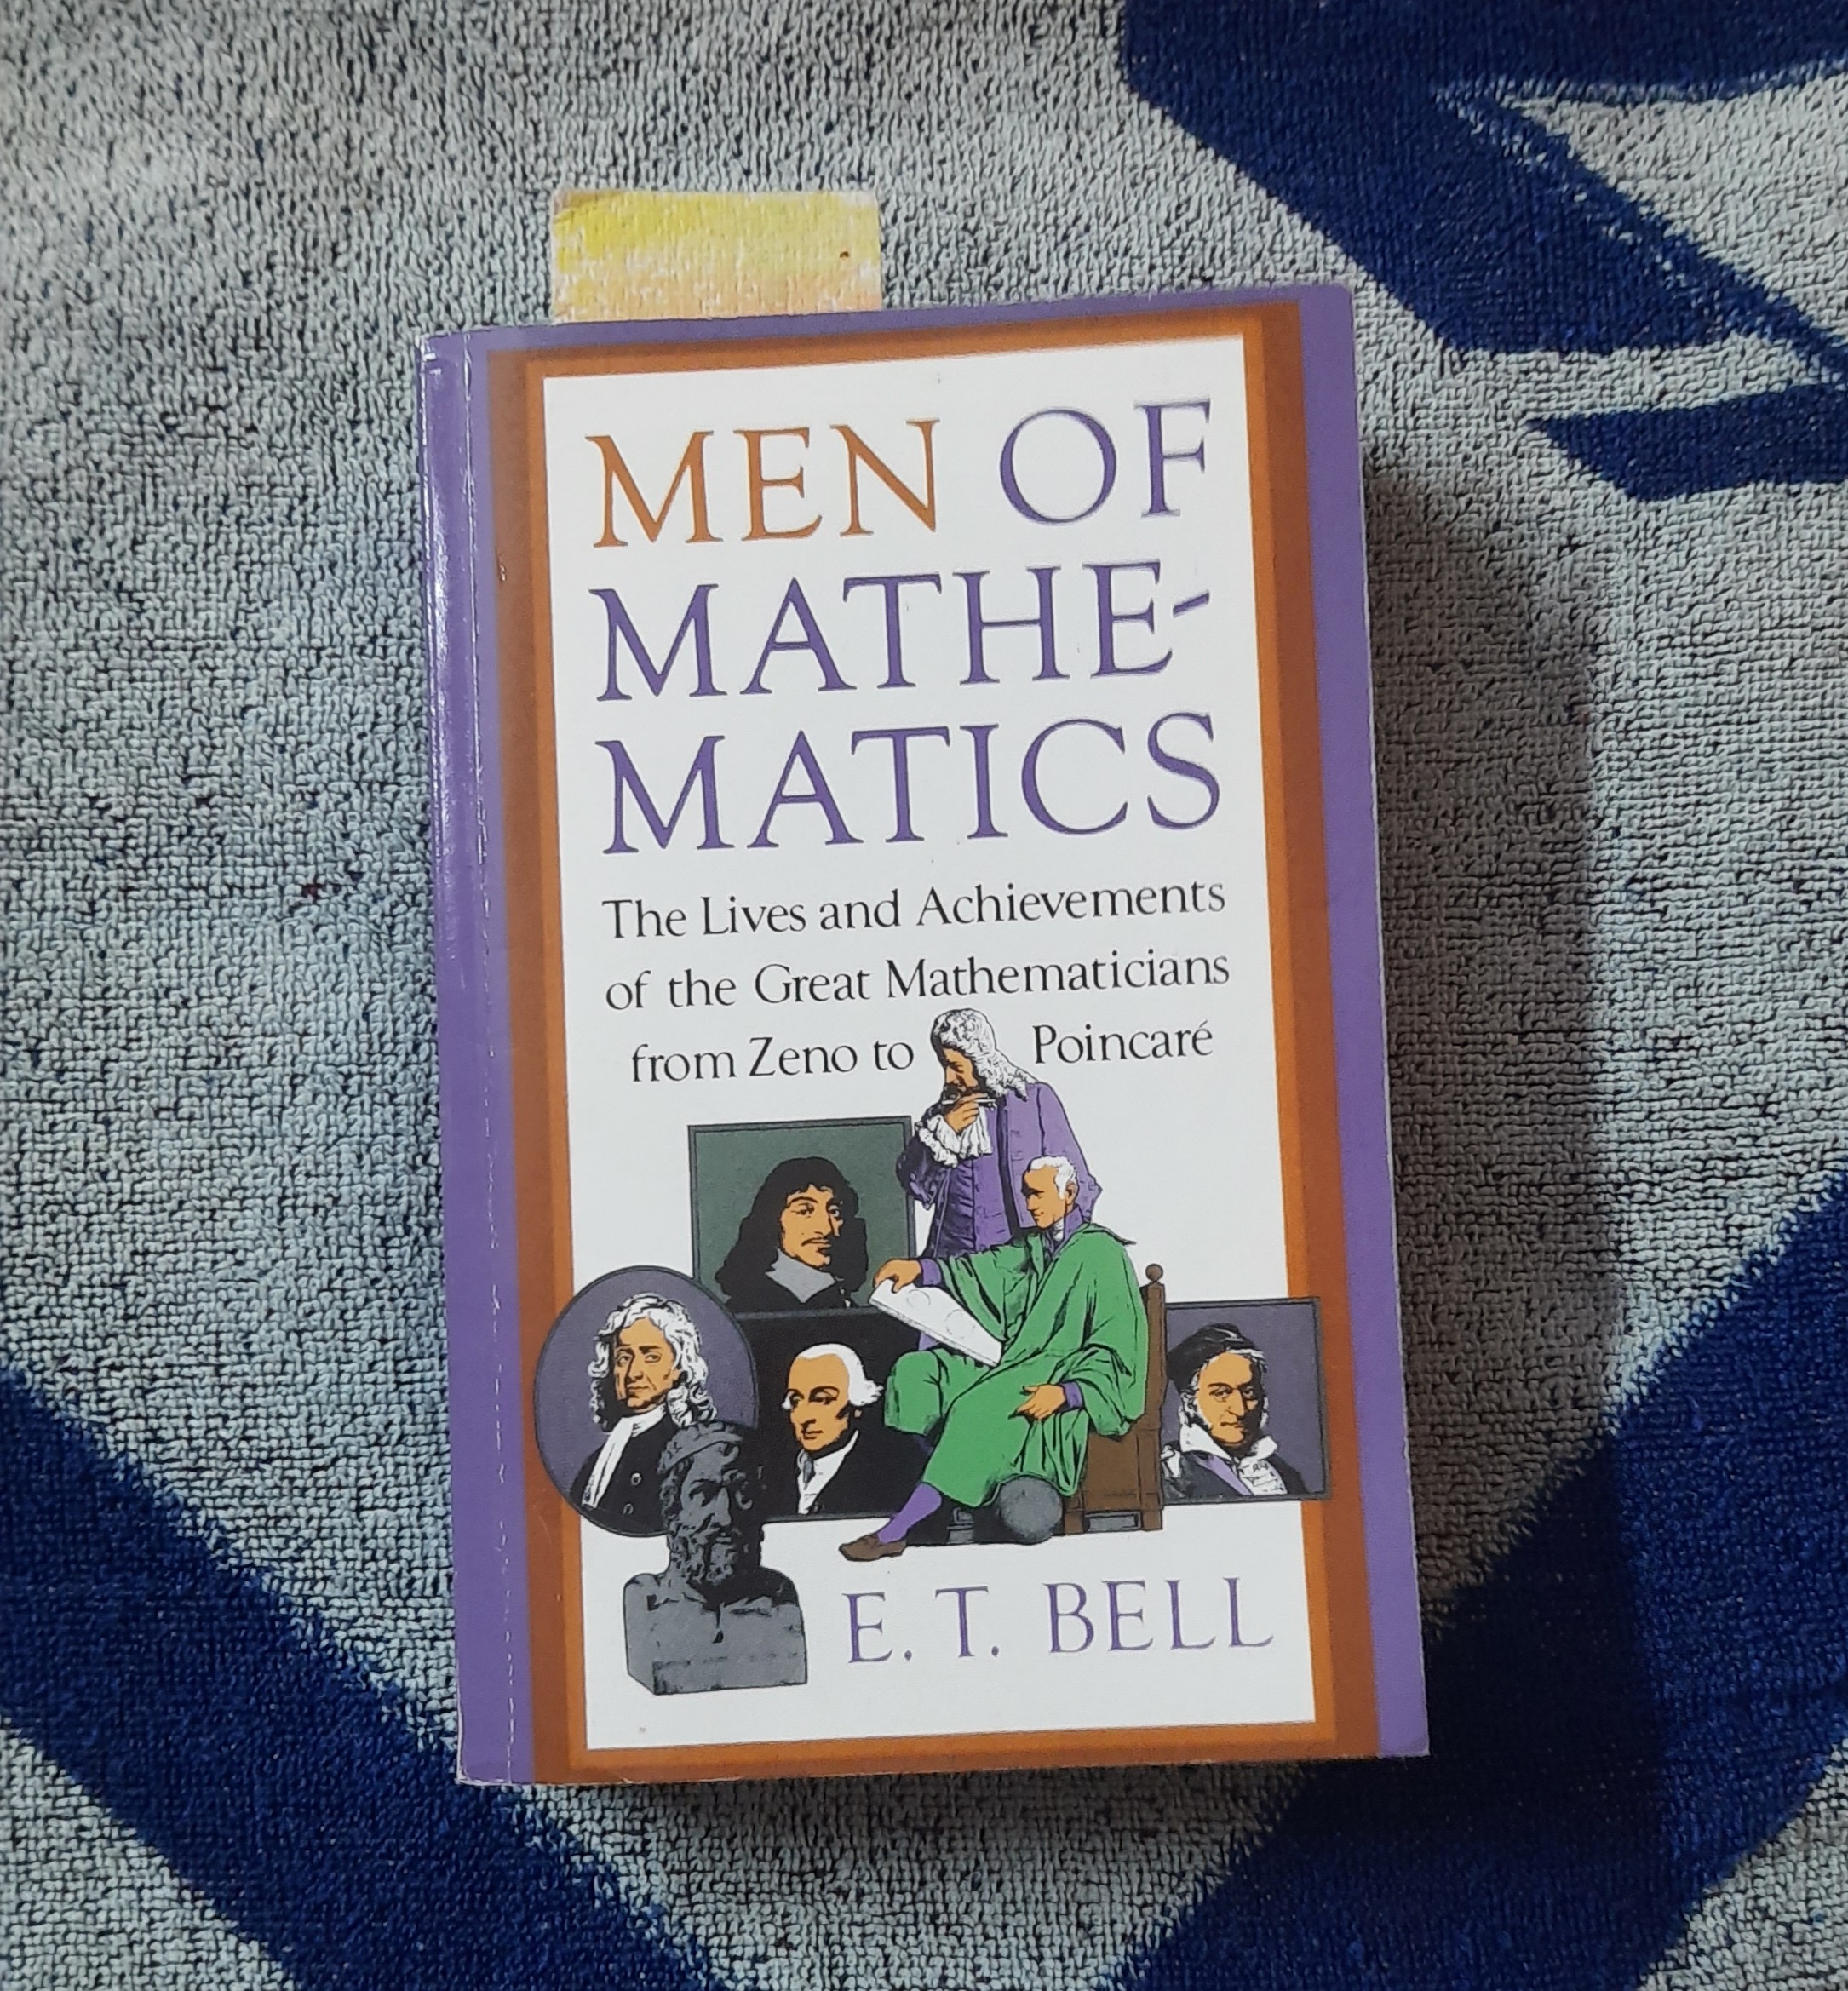 MEN OF
MATHE-
MATICS
The Lives and Achievements
of the Great Mathematicians
from Zeno to Poincaré
E. T. BELL